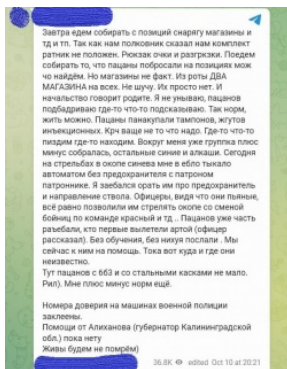 Завтра едем собирать с позиций снарягу магазины и
тд и тп. Так как нам полковник сказал нам комплект
ратник не положен. Рюкзак очки и разгрзки. Поедем
собирать то, что пацаны побросали на позициях мож
чо найдём. Но магазины не факт. Из роты ДВА
МАГАЗИНА на всех. Не шучу. Их просто нет. И
начальство говорит родите. Я не унываю, пацанов
подбадриваю где-то что-то подсказываю. Так норм,
жить можно. Пацаны панакупали тампонов, жгутов
инъекционных. Крч ваще не то что надо. Где-то что-то
пиздим где-то находим. Вокруг меня уже группка плюс
минус собралась, остальные синие и алкаши. Сегодня
на стрельбах в окопе синева мне в ебло тыкало
автоматом без предохранителя с патроном
патроннике. Я заебался орать им про предохранитель
и направление ствола. Офицеры, видя что они пьяные,
всё равно позволили им стрелять окопе со сменой
бойниц по команде красный и тд .. Пацанов уже часть
разъебали, кто первые вылетели артой (офицер
рассказал). Без обучения, без нихуя послали . Мы
сейчас к ним на помощь. Тока вот куда и где они
неизвестно.
Тут пацанов с 6б3 и со стальными касками не мало.
Рил). Мне плюс минус норм ещё.
Номера доверия на машинах военной полиции
заклеены.
Помощи от Алиханова (губернатор Калининградской
обл.) пока нету
Живы будем не помрём)
36.8K edited Oct 10 at 20:21